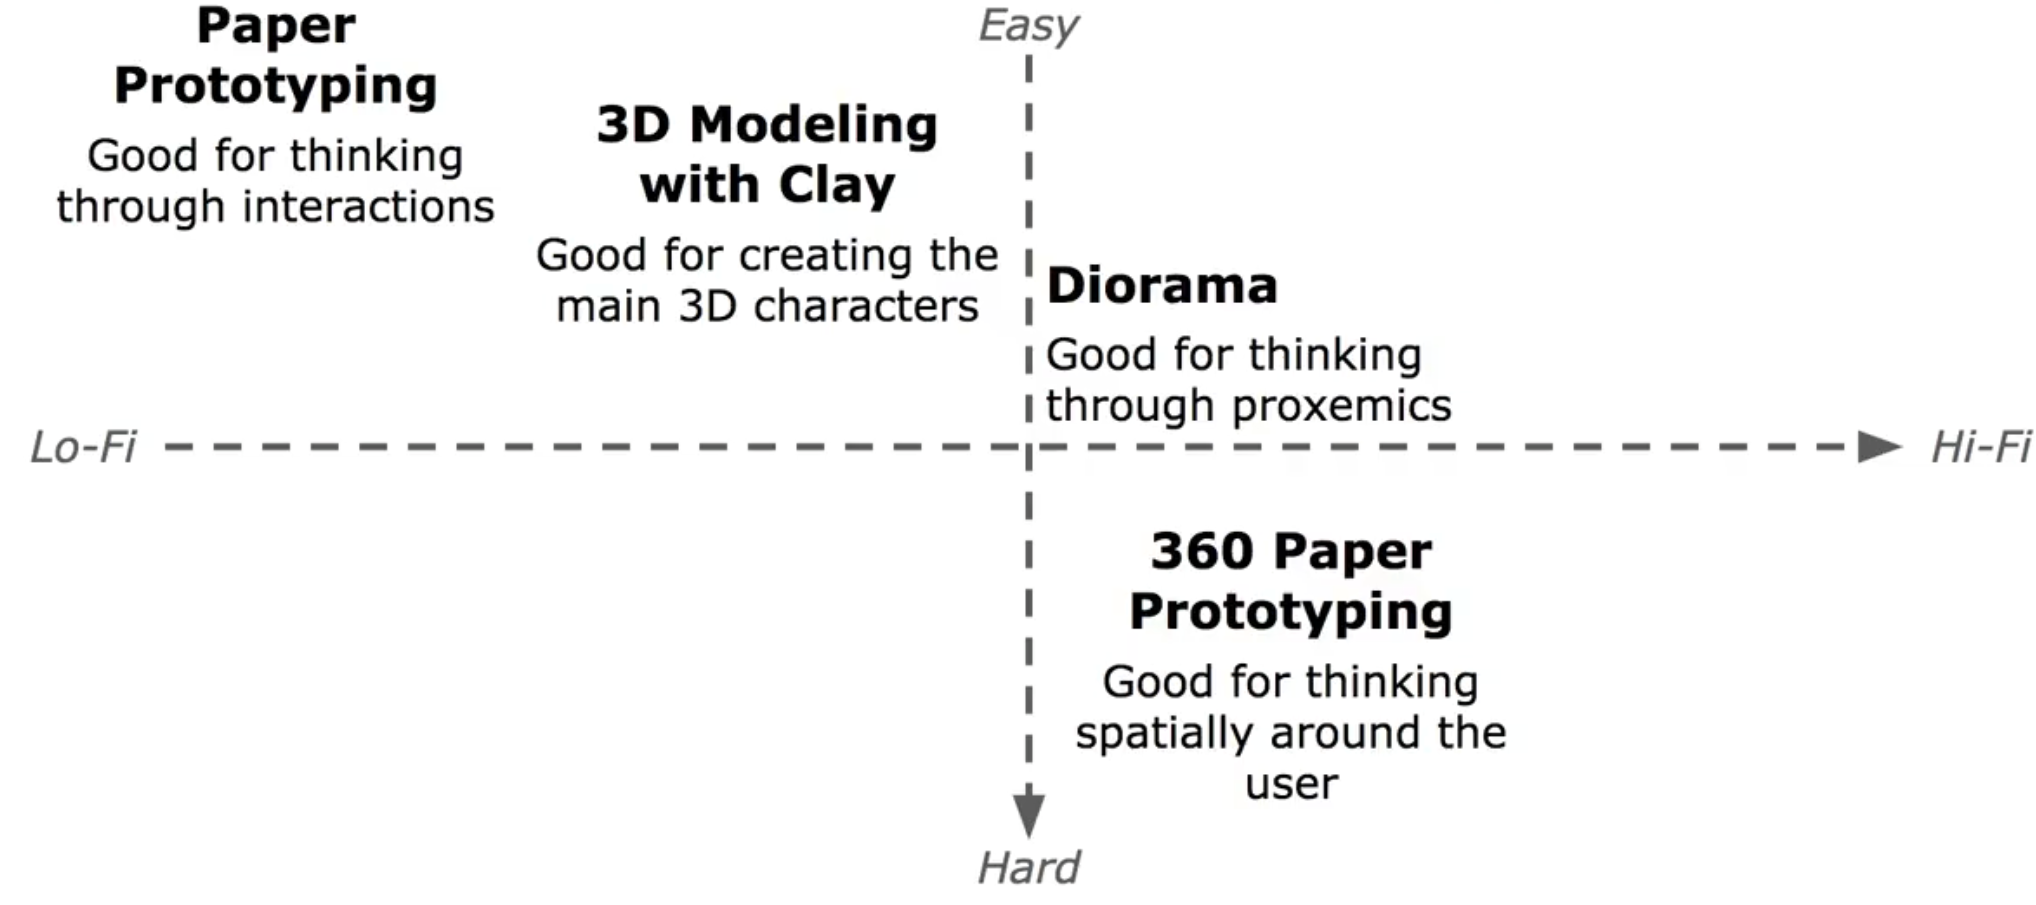 Paper
Prototyping
Good for thinking
through interactions
3D Modeling
with Clay
Good for creating the
main 3D characters
Easy
Diorama
Good for thinking
through proxemics
Lo-Fi
Hi-Fi
360 Paper
Prototyping
Good for thinking
spatially around the
user
Hard